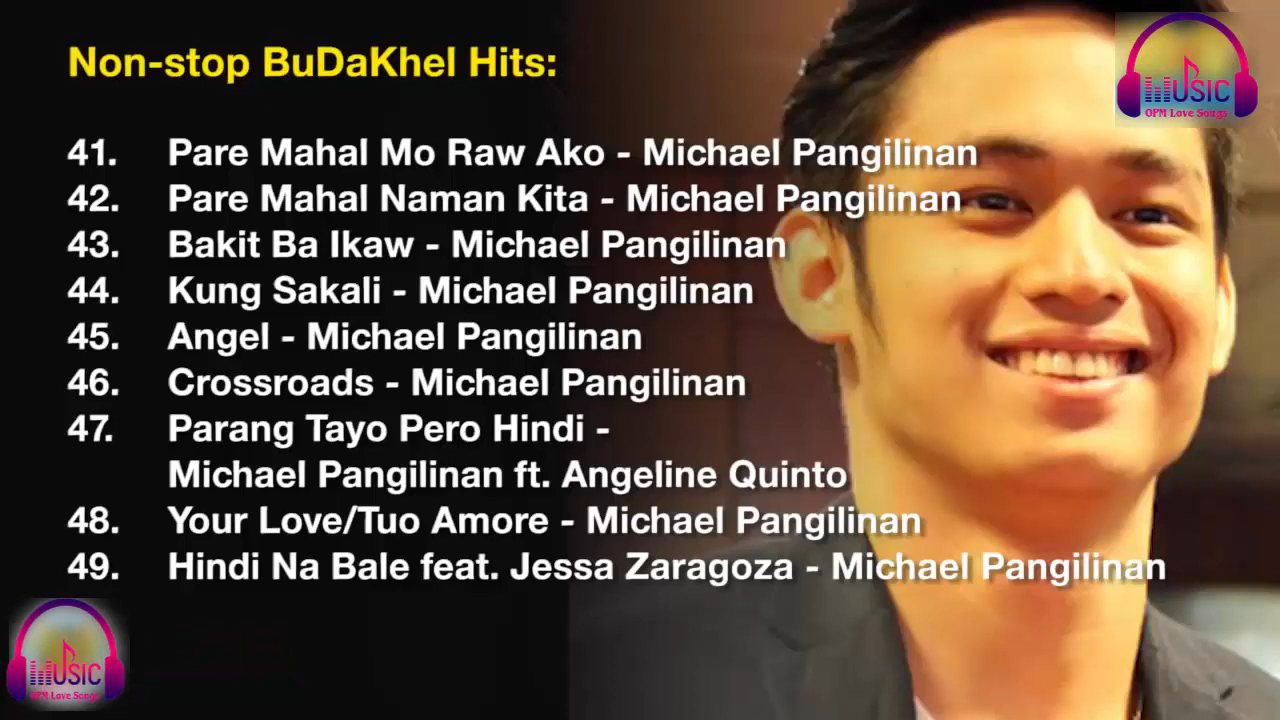 Non-stop BuDaKhel Hits:
MUSIC
OPM Love Songs
41. Pare Mahal Mo Raw Ako - Michael Pangilinan
42. Pare Mahal Naman Kita - Michael Pangilinan
43. Bakit Ba Ikaw - Michael Pangilinan
44. Kung Sakali - Michael Pangilinan
45. Angel - Michael Pangilinan
46. Crossroads - Michael Pangilinan
47. Parang Tayo Pero Hindi -
Michael Pangilinan ft. Angeline Quinto
48. Your Love/Tuo Amore - Michael Pangilinan
49. Hindi Na Bale feat. Jessa Zaragoza - Michael Pangilinan
MUSIC
OPM Love Songs